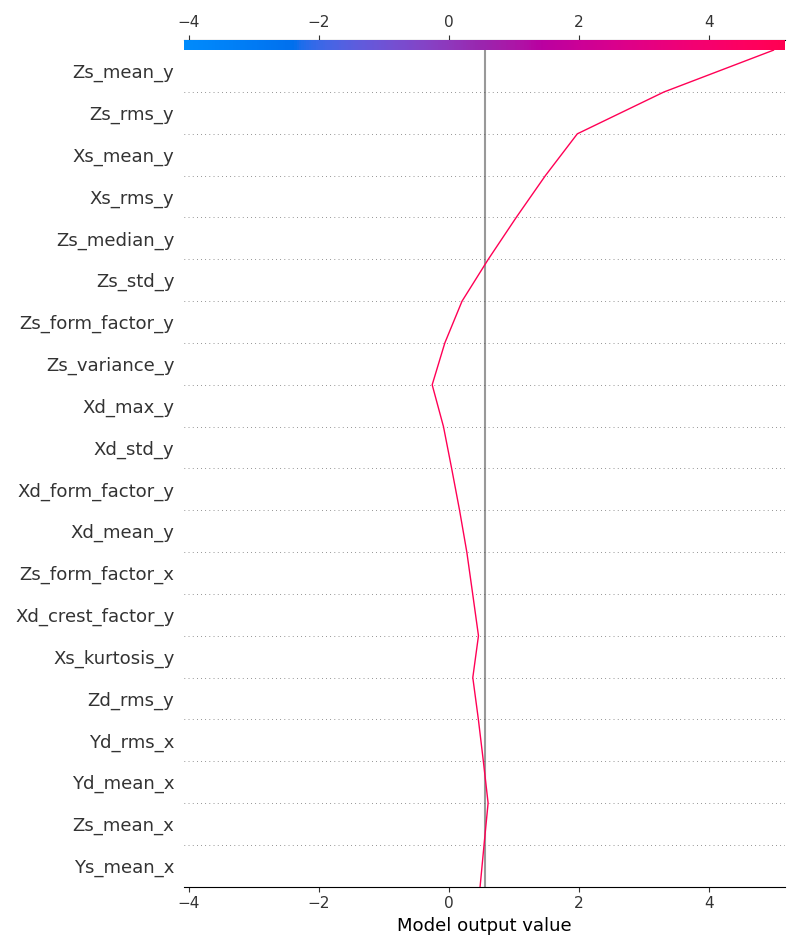 −4 −2 0 2 4
Zs_mean_y
Zs_rms_y
Xs_mean_y
Xs_rms_y
Zs_median_y
Zs_std_y
Zs_form_factor_y
Zs_variance_y
Xd_max_y
Xd_std_y
Xd_form_factor_y
Xd_mean_y
Zs_form_factor_x
Xd_crest_factor_y
Xs_kurtosis_y
Zd_rms_y
Yd_rms_x
Yd_mean_x
Zs_mean_x
Ys_mean_x
−4 −2 0 2 4
Model output value